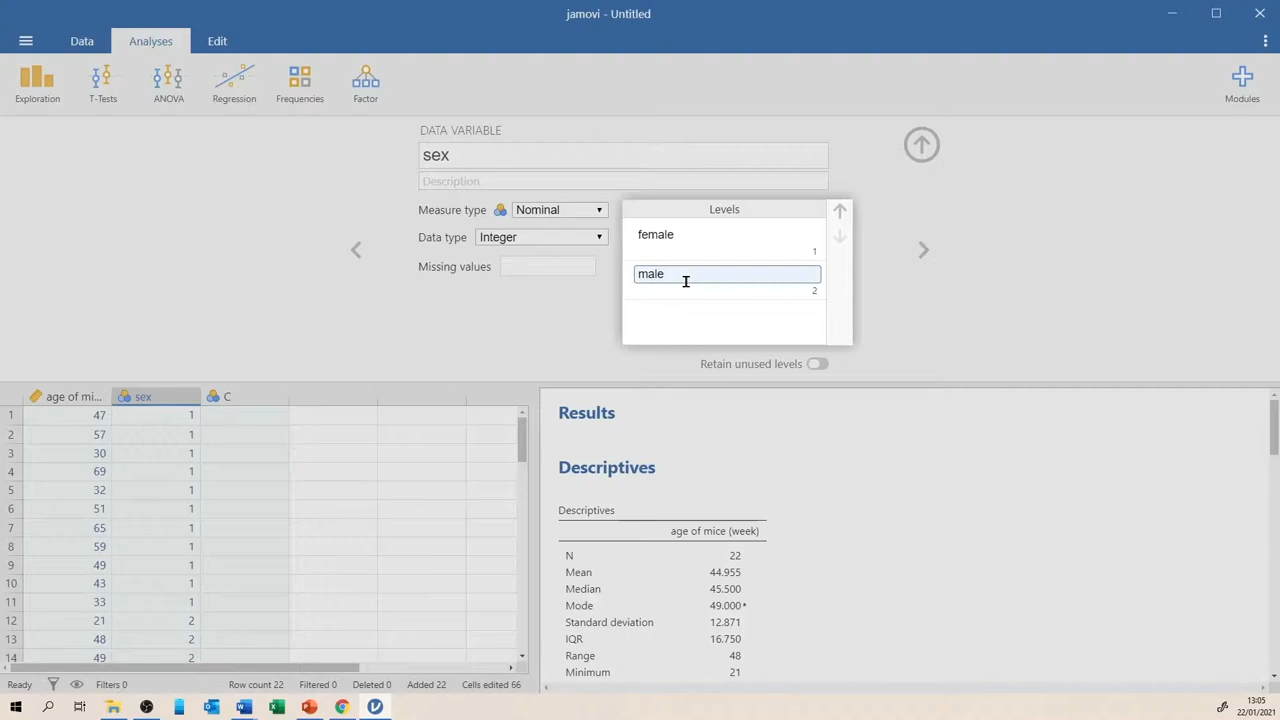 jamovi - Untitled
Data
Analyses
Edit
Exploration
T-Tests
ANOVA
Regression
Frequencies
Factor
Modules
DATA VARIABLE
sex
Description
Measure type
Nominal
Levels
female
1
male
2
Data type
Integer
Missing values
Retain unused levels
age of mi... sex C
1 47 1
2 57 1
3 30 1
4 69 1
5 32 1
6 51 1
7 65 1
8 59 1
9 49 1
10 43 1
11 33 1
12 21 2
13 48 2
14 49 2
Results
Descriptives
Descriptives
age of mice (week)
N 22
Mean 44.955
Median 45.500
Mode 49.000 ª
Standard deviation 12.871
IQR 16.750
Range 48
Minimum 21
Ready Filters 0 Row count 22 Filtered 0 Deleted 0 Added 22 Cells edited 66
13:05
22/01/2021